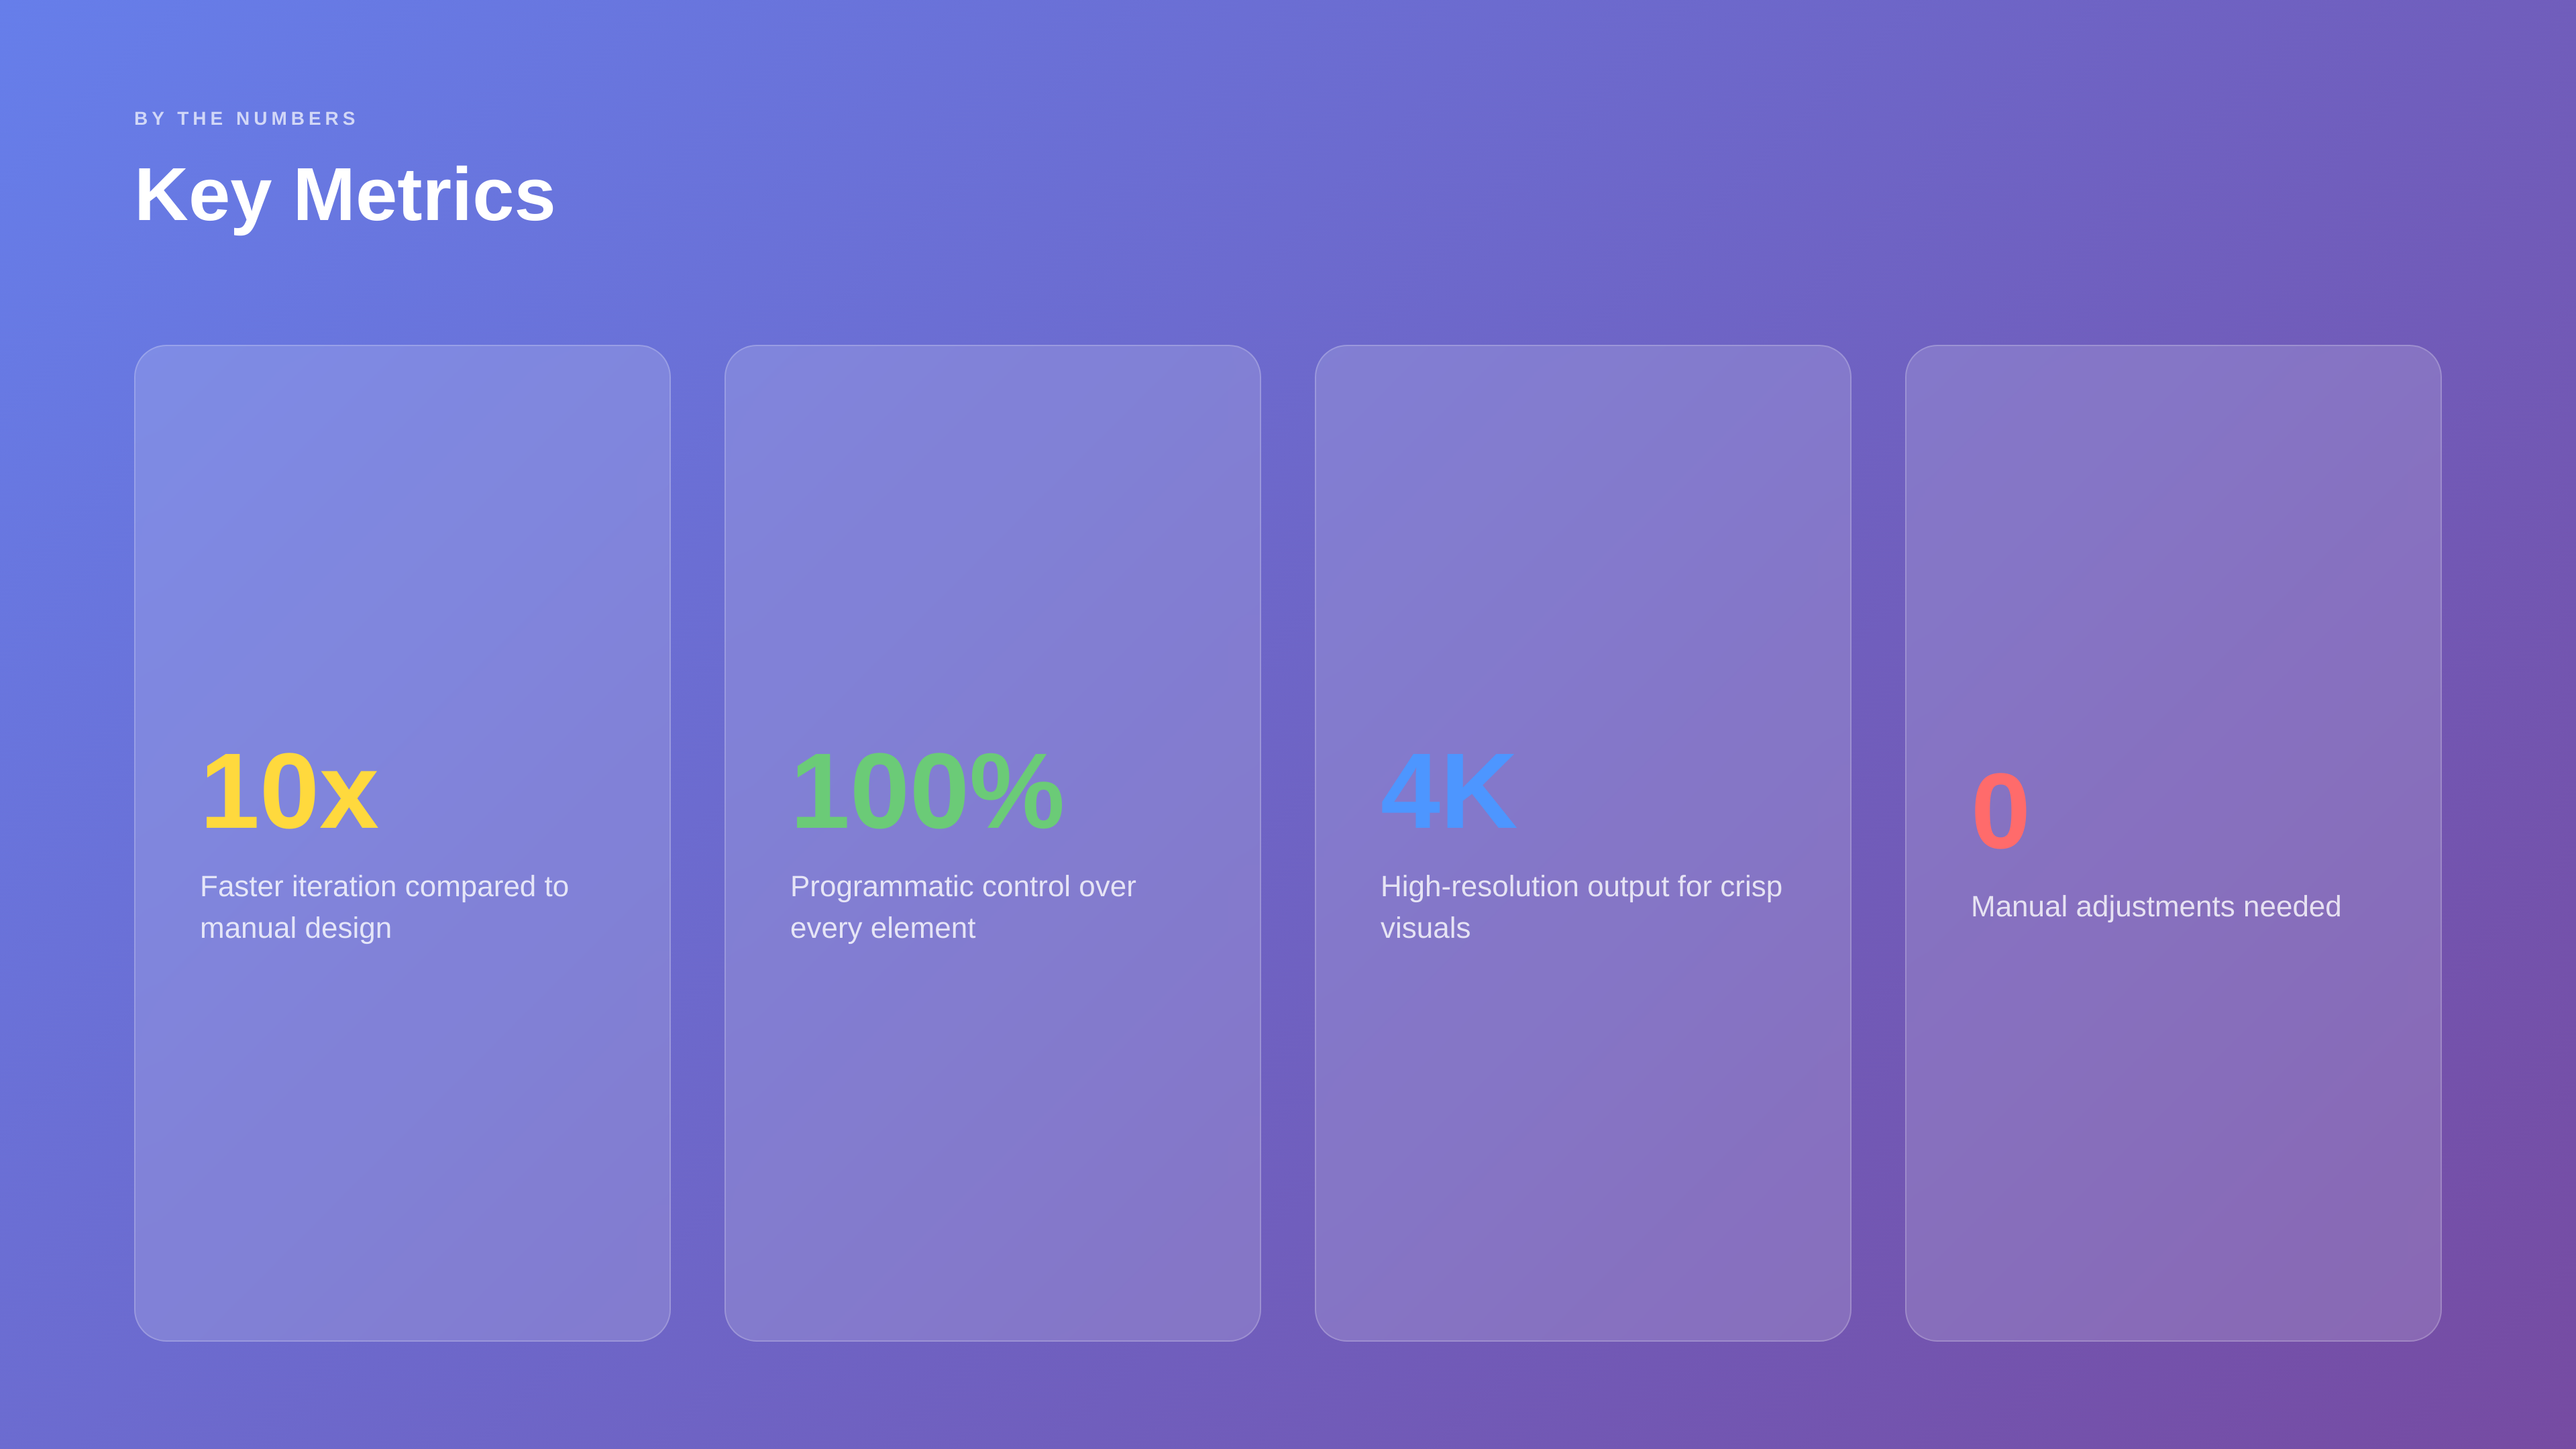 BY THE NUMBERS
Key Metrics
10x
Faster iteration compared to
manual design
100%
Programmatic control over
every element
4K
High-resolution output for crisp
visuals
0
Manual adjustments needed